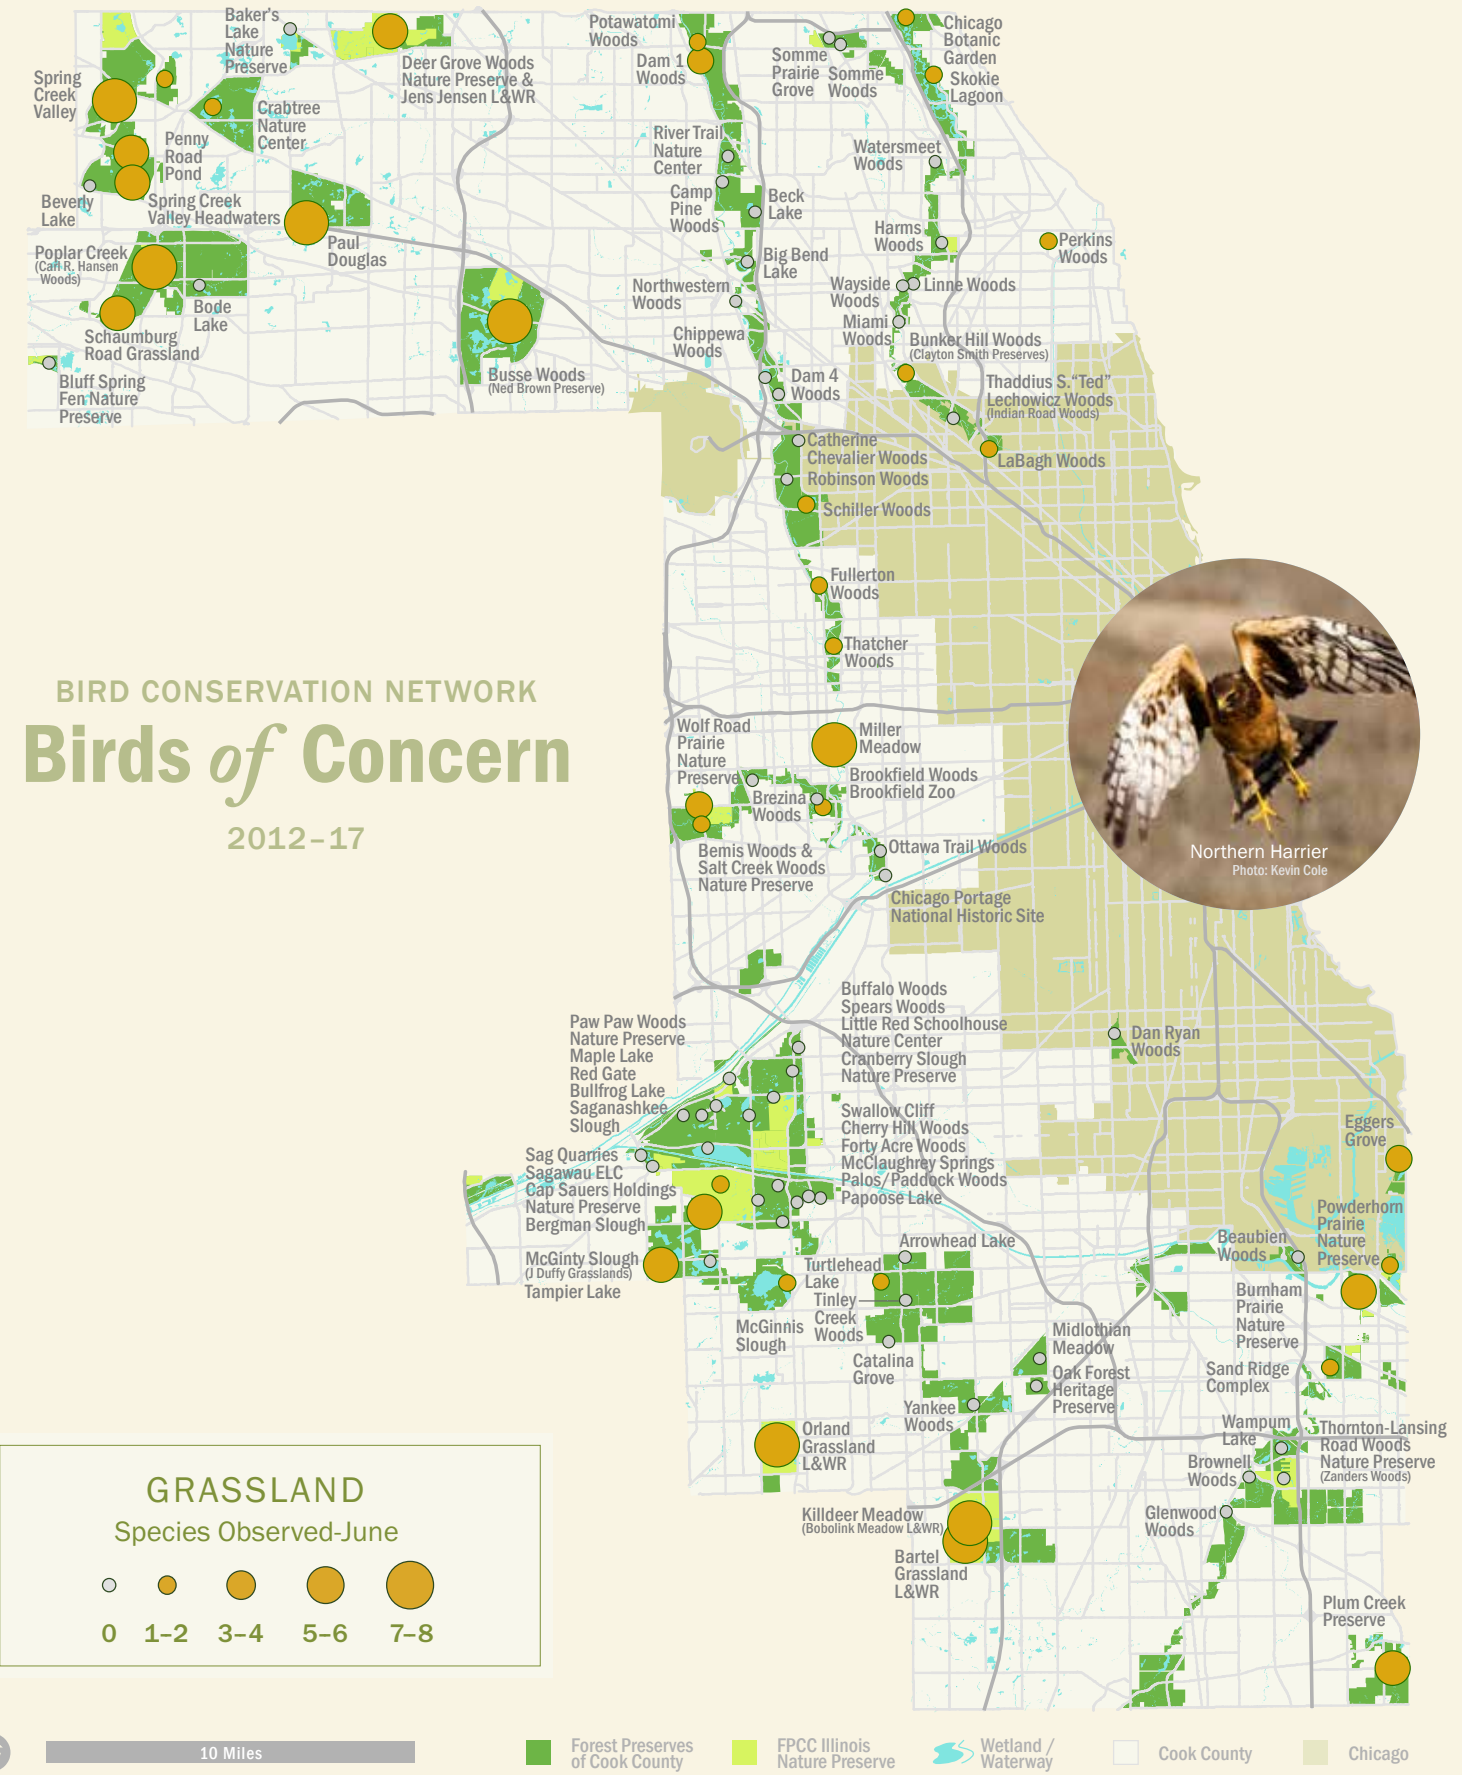 Baker's
Lake
Nature
Preserve
Deer Grove Woods
Nature Preserve &
Jens Jensen L&WR
Spring
Creek
Valley
Crabtree
Nature
Center
Penny
Road
Pond
Beverly
Lake
Spring Creek
Valley Headwaters
Paul
Douglas
Poplar Creek
(Carl R. Hansen
Woods)
Bode
Lake
Schaumburg
Road Grassland
Bluff Spring
Fen Nature
Preserve
Busse Woods
(Ned Brown Preserve)
Potawatomi
Woods
Dam 1
Woods
Somme
Prairie
Grove
Somme
Woods
Chicago
Botanic
Garden
Skokie
Lagoon
River Trail
Nature
Center
Camp
Pine
Woods
Beck
Lake
Watersmeet
Woods
Harms
Woods
Perkins
Woods
Big Bend
Lake
Northwestern
Woods
Wayside
Woods
Linne Woods
Miami
Woods
Chippewa
Woods
Bunker Hill Woods
(Clayton Smith Preserves)
Dam 4
Woods
Thaddius S."Ted"
Lechowicz Woods
(Indian Road Woods)
Catherine
Chevalier Woods
LaBagh Woods
Robinson Woods
Schiller Woods
Fullerton
Woods
Thatcher
Woods
BIRD CONSERVATION NETWORK
Birds of Concern
2012–17
Wolf Road
Prairie
Nature
Preserve
Miller
Meadow
Brookfield Woods
Brookfield Zoo
Brezina
Woods
Bemis Woods &
Salt Creek Woods
Nature Preserve
Ottawa Trail Woods
Chicago Portage
National Historic Site
Northern Harrier
Photo: Kevin Cole
Buffalo Woods
Spears Woods
Little Red Schoolhouse
Nature Center
Cranberry Slough
Nature Preserve
Paw Paw Woods
Nature Preserve
Maple Lake
Red Gate
Bullfrog Lake
Saganashkee
Slough
Dan Ryan
Woods
Swallow Cliff
Cherry Hill Woods
Forty Acre Woods
McClaughrey Springs
Palos/Paddock Woods
Papoose Lake
Sag Quarries
Sagawau ELC
Cap Sauers Holdings
Nature Preserve
Bergman Slough
McGinty Slough
(J Duffy Grasslands)
Tampier Lake
Eggers
Grove
Powderhorn
Prairie
Nature
Preserve
Beaubien
Woods
Burnham
Prairie
Nature
Preserve
Arrowhead Lake
Turtlehead
Lake
Tinley
Creek
Woods
McGinnis
Slough
Catalina
Grove
Midlothian
Meadow
Oak Forest
Heritage
Preserve
Sand Ridge
Complex
Yankee
Woods
Orland
Grassland
L&WR
Wampum
Lake
Thornton-Lansing
Road Woods
Nature Preserve
(Zanders Woods)
Brownell
Woods
Glenwood
Woods
Killdeer Meadow
(Bobolink Meadow L&WR)
Bartel
Grassland
L&WR
Plum Creek
Preserve
GRASSLAND
Species Observed-June
0 1–2 3–4 5–6 7–8
10 Miles
Forest Preserves
of Cook County
FPCC Illinois
Nature Preserve
Wetland /
Waterway
Cook County
Chicago